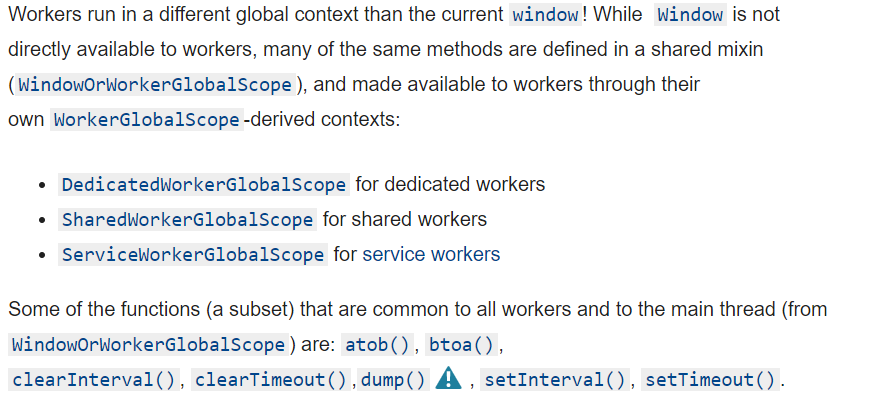 Workers run in a different global context than the current window! While Window is not
directly available to workers, many of the same methods are defined in a shared mixin
(WindowOrWorkerGlobalScope), and made available to workers through their
own WorkerGlobalScope-derived contexts:
• DedicatedWorkerGlobalScope for dedicated workers
• SharedWorkerGlobalScope for shared workers
• ServiceWorkerGlobalScope for service workers
Some of the functions (a subset) that are common to all workers and to the main thread (from
WindowOrWorkerGlobalScope) are: atob(), btoa(),
clearInterval(), clearTimeout(),dump() , setInterval(), setTimeout().